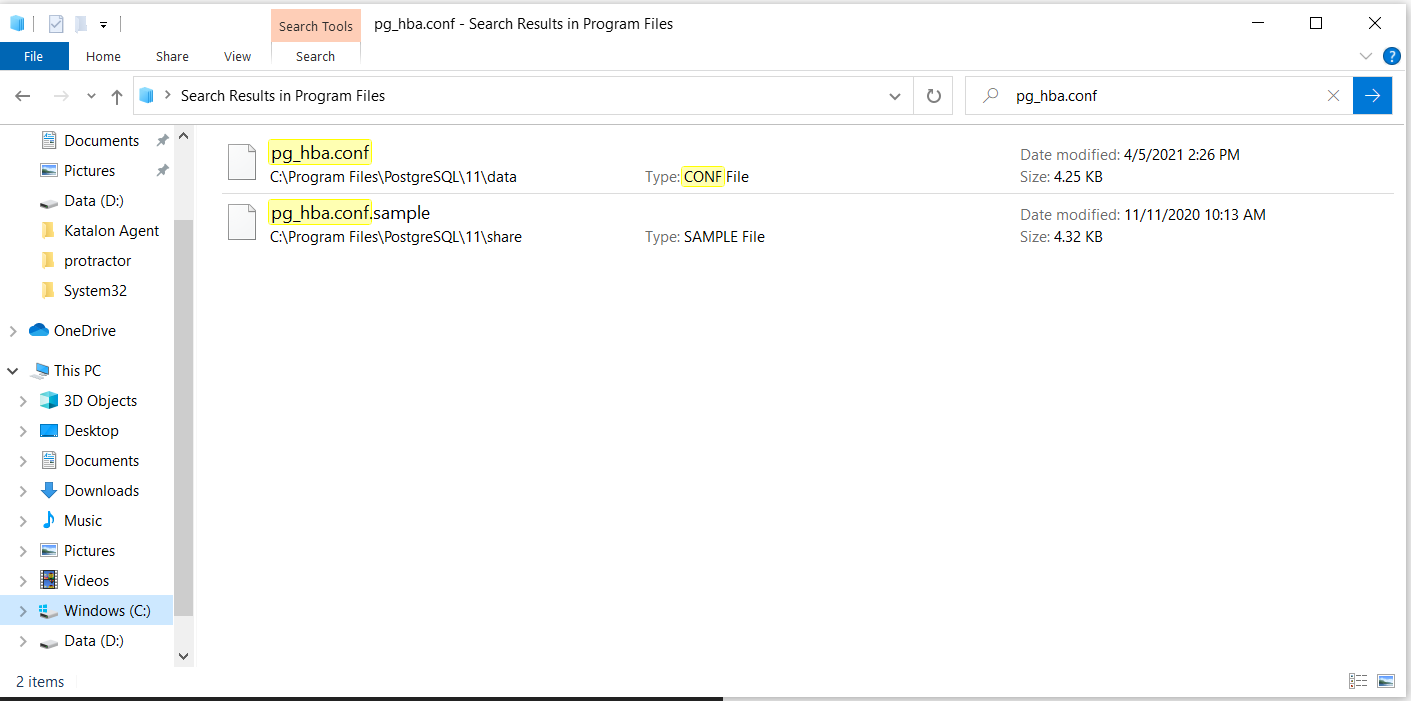 Search Tools
pg_hba.conf - Search Results in Program Files
File Home Share View Search
Search Results in Program Files
pg_hba.conf
Documents
Pictures
Data (D:)
Katalon Agent
protractor
System32
OneDrive
This PC
3D Objects
Desktop
Documents
Downloads
Music
Pictures
Videos
Windows (C:)
Data (D:)
pg_hba.conf
C:\Program Files\PostgreSQL\11\data
Type: CONF File
Date modified: 4/5/2021 2:26 PM
Size: 4.25 KB
pg_hba.conf.sample
C:\Program Files\PostgreSQL\11\share
Type: SAMPLE File
Date modified: 11/11/2020 10:13 AM
Size: 4.32 KB
2 items